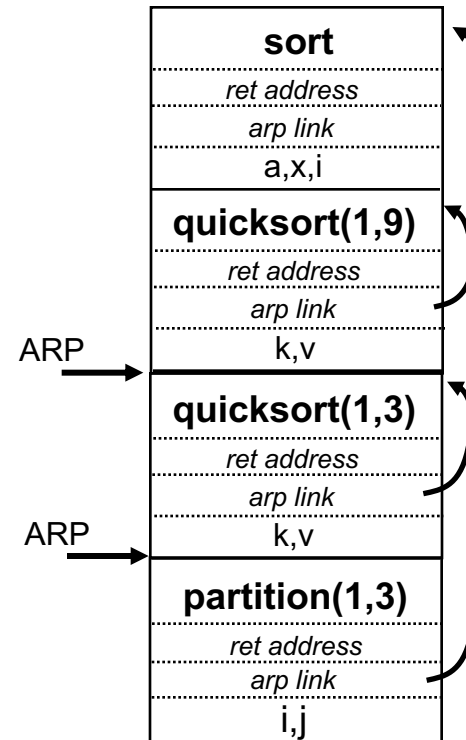 sort
ret address
arp link
a,x,i
quicksort(1,9)
ret address
arp link
k,v
ARP
quicksort(1,3)
ret address
arp link
k,v
ARP
partition(1,3)
ret address
arp link
i,j